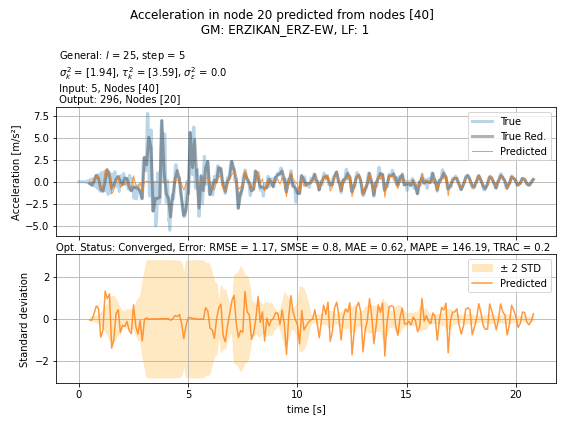 Acceleration in node 20 predicted from nodes [40]
GM: ERZIKAN_ERZ-EW, LF: 1
General: l = 25, step = 5
σ²ₖ = [1.94], τ²ₖ = [3.59], σ²ε = 0.0
Input: 5, Nodes [40]
Output: 296, Nodes [20]
Acceleration [m/s²]
7.5
5.0
2.5
0.0
−2.5
−5.0
True
True Red.
Predicted
Opt. Status: Converged, Error: RMSE = 1.17, SMSE = 0.8, MAE = 0.62, MAPE = 146.19, TRAC = 0.2
Standard deviation
2
0
−2
± 2 STD
Predicted
0
5
10
15
20
time [s]